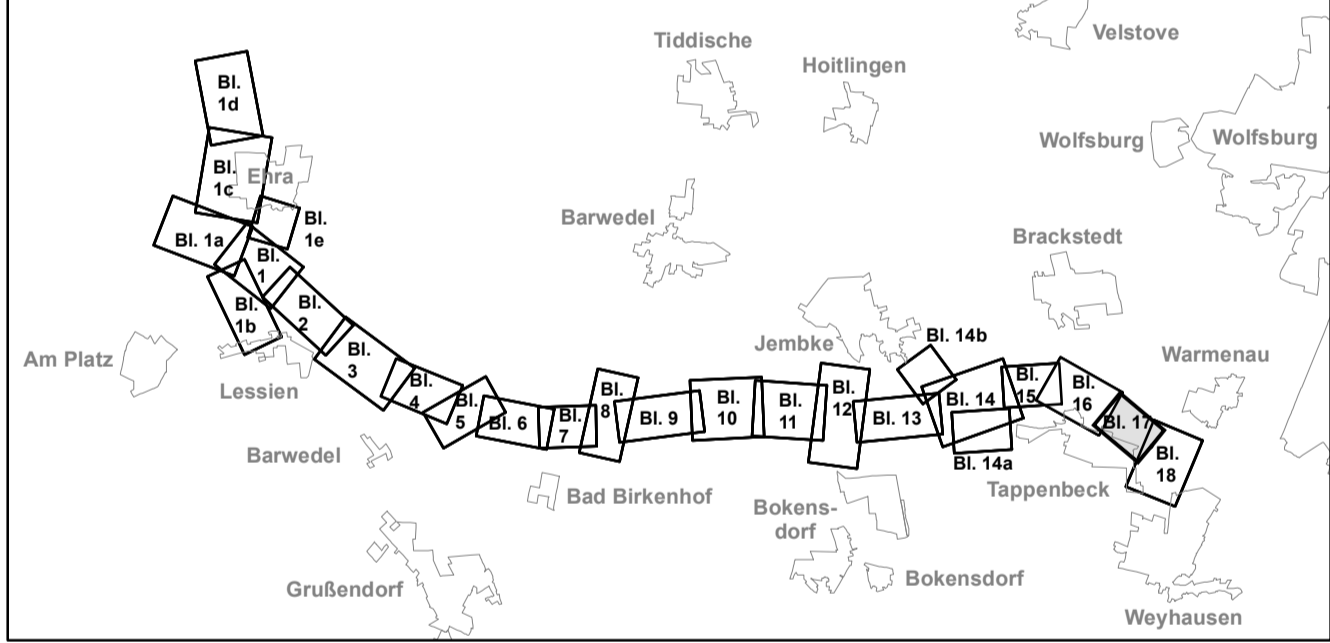 Velstove
Tiddische
Hoitlingen
Bl.
1d
Wolfsburg
Wolfsburg
Bl.
1c
Ehra
Barwedel
Bl.
1e
Bl. 1a
Brackstedt
Bl.
1
Bl.
1b
Bl.
2
Jembke
Bl. 14b
Am Platz
Bl.
3
Warmenau
Lessien
Bl.
4
Bl.
5
Bl. 6
Bl.
7
Bl.
8
Bl. 9
Bl.
10
Bl.
11
Bl.
12
Bl. 13
Bl. 14
Bl.
15
Bl.
16
Bl. 17
Bl.
18
Bl. 14a
Barwedel
Bad Birkenhof
Tappenbeck
Bokens-
dorf
Grußendorf
Bokensdorf
Weyhausen